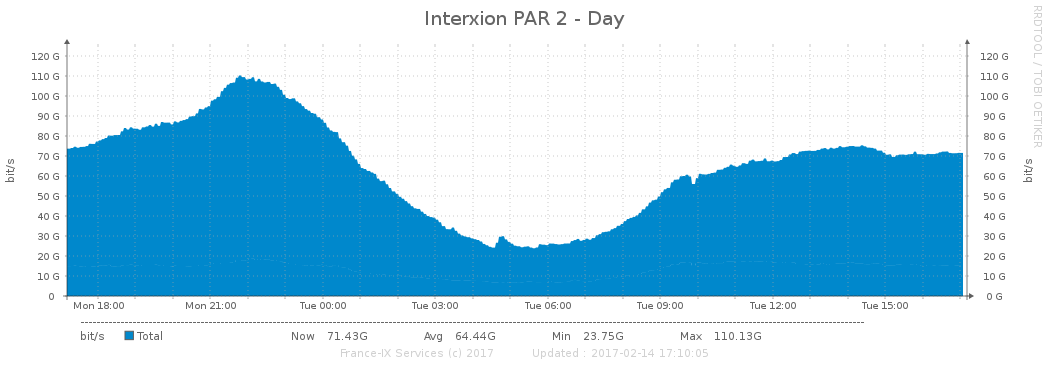 Interxion PAR 2 - Day
RRDTOOL / TOBI OETIKER
bit/s
120 G 120 G
110 G 110 G
100 G 100 G
90 G 90 G
80 G 80 G
70 G 70 G
60 G 60 G
50 G 50 G
40 G 40 G
30 G 30 G
20 G 20 G
10 G 10 G
0 0 G
bit/s
Mon 18:00 Mon 21:00 Tue 00:00 Tue 03:00 Tue 06:00 Tue 09:00 Tue 12:00 Tue 15:00
bit/s Total Now 71.43G Avg 64.44G Min 23.75G Max 110.13G
France-IX Services (c) 2017 Updated : 2017-02-14 17:10:05